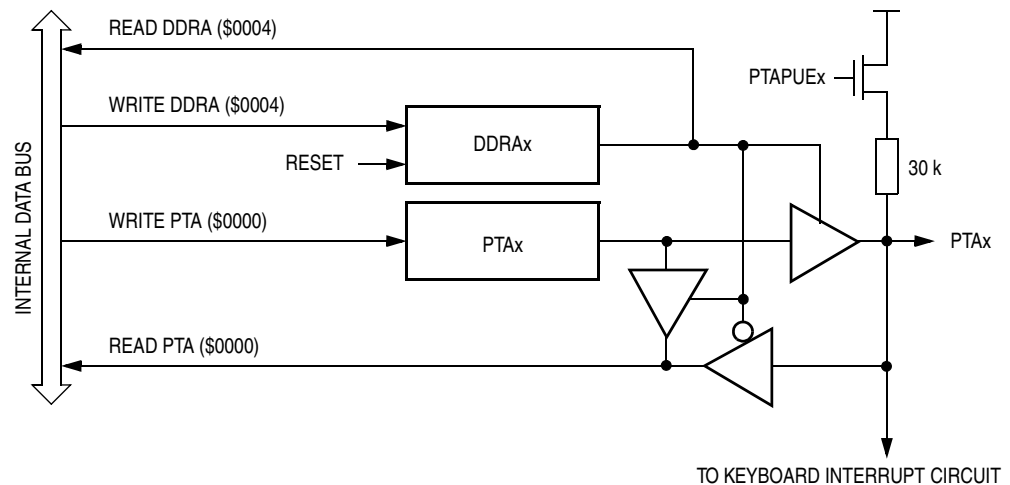 READ DDRA ($0004)
PTAPUEx
WRITE DDRA ($0004)
DDRAx
RESET
30 k
INTERNAL DATA BUS
WRITE PTA ($0000)
PTAx
PTAx
READ PTA ($0000)
TO KEYBOARD INTERRUPT CIRCUIT